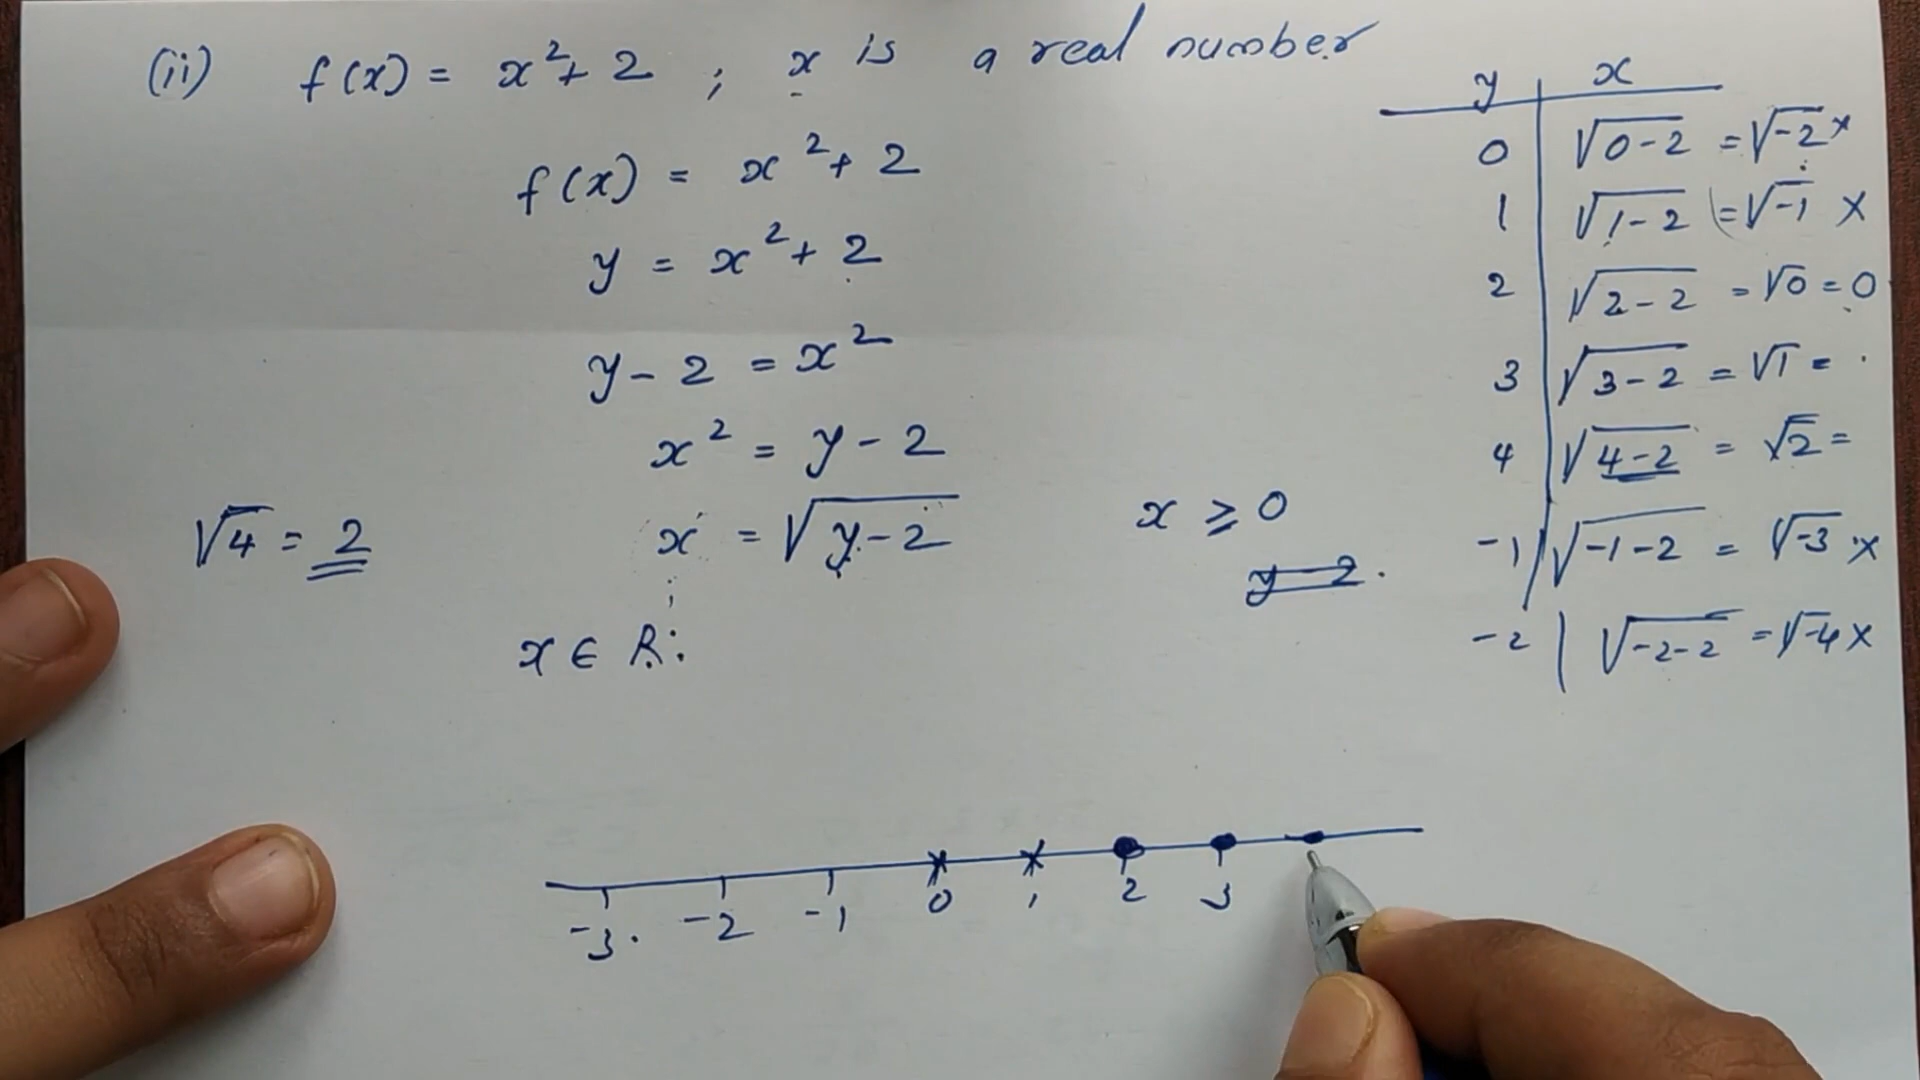 (ii) f(x) = x² + 2 ; x is a real number
f(x) = x² + 2
y = x² + 2
y - 2 = x²
x² = y - 2
√4 = 2
x = √(y-2)
x ≥ 0
y 2.
x ∈ R:
y | x
0 | √(0-2) = √-2 ×
1 | √(1-2) = √-1 ×
2 | √(2-2) = √0 = 0
3 | √(3-2) = √1 =
4 | √(4-2) = √2 =
-1 | √(-1-2) = √-3 ×
-2 | √(-2-2) = √-4 ×
-3 -2 -1 0 1 2 3